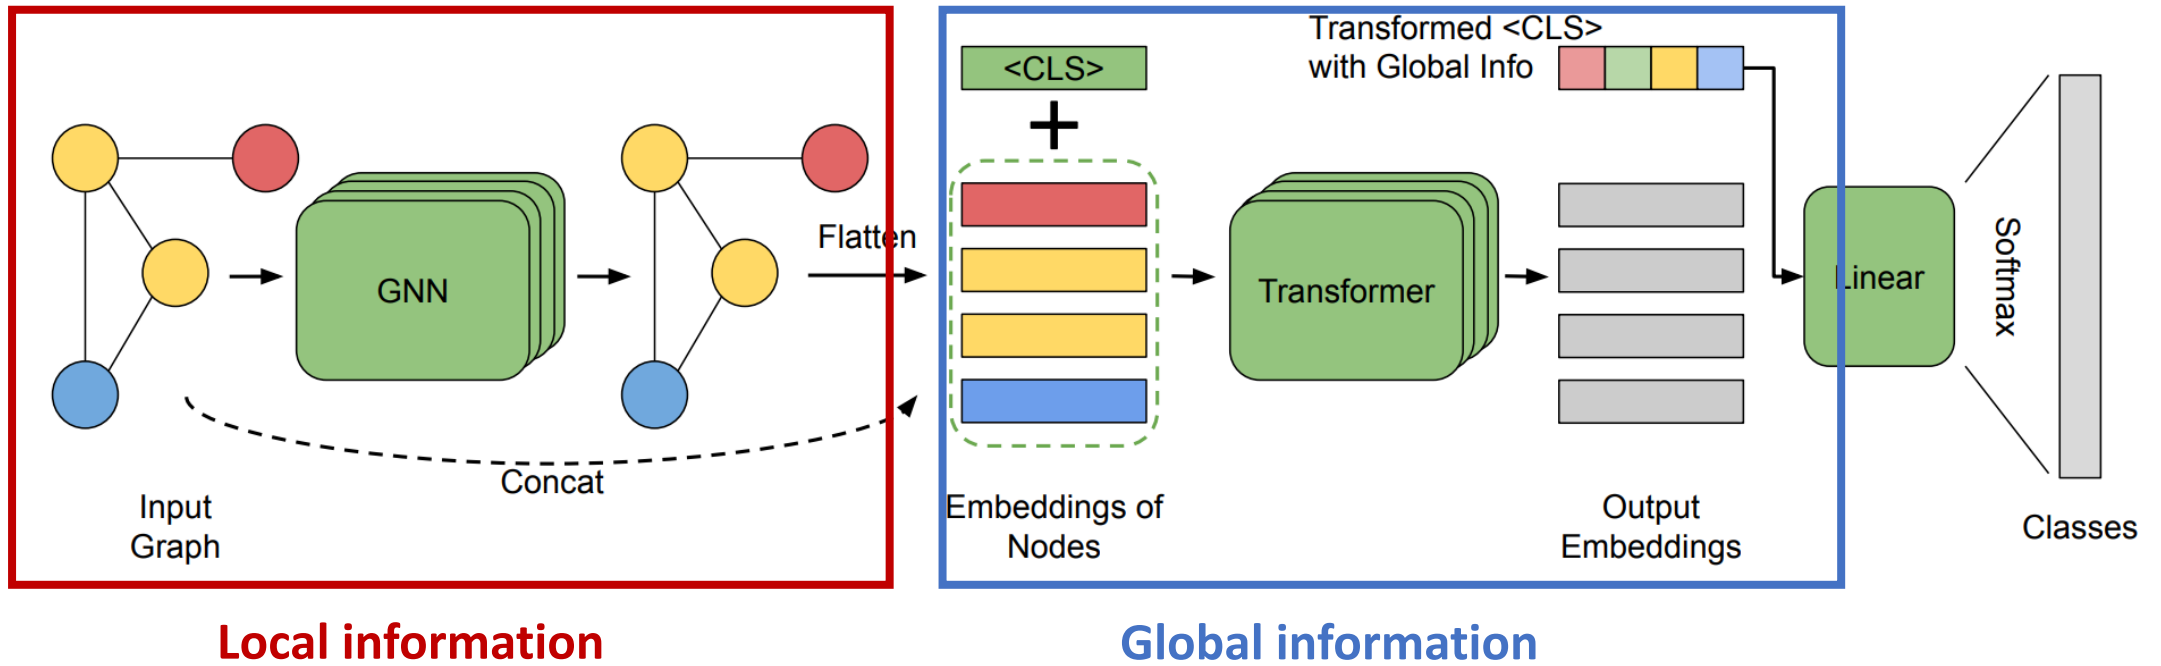 Input
Graph
GNN
Concat
Flatten
<CLS>
Embeddings of
Nodes
Transformer
Transformed <CLS>
with Global Info
Output
Embeddings
Linear
Softmax
Classes
Local information
Global information